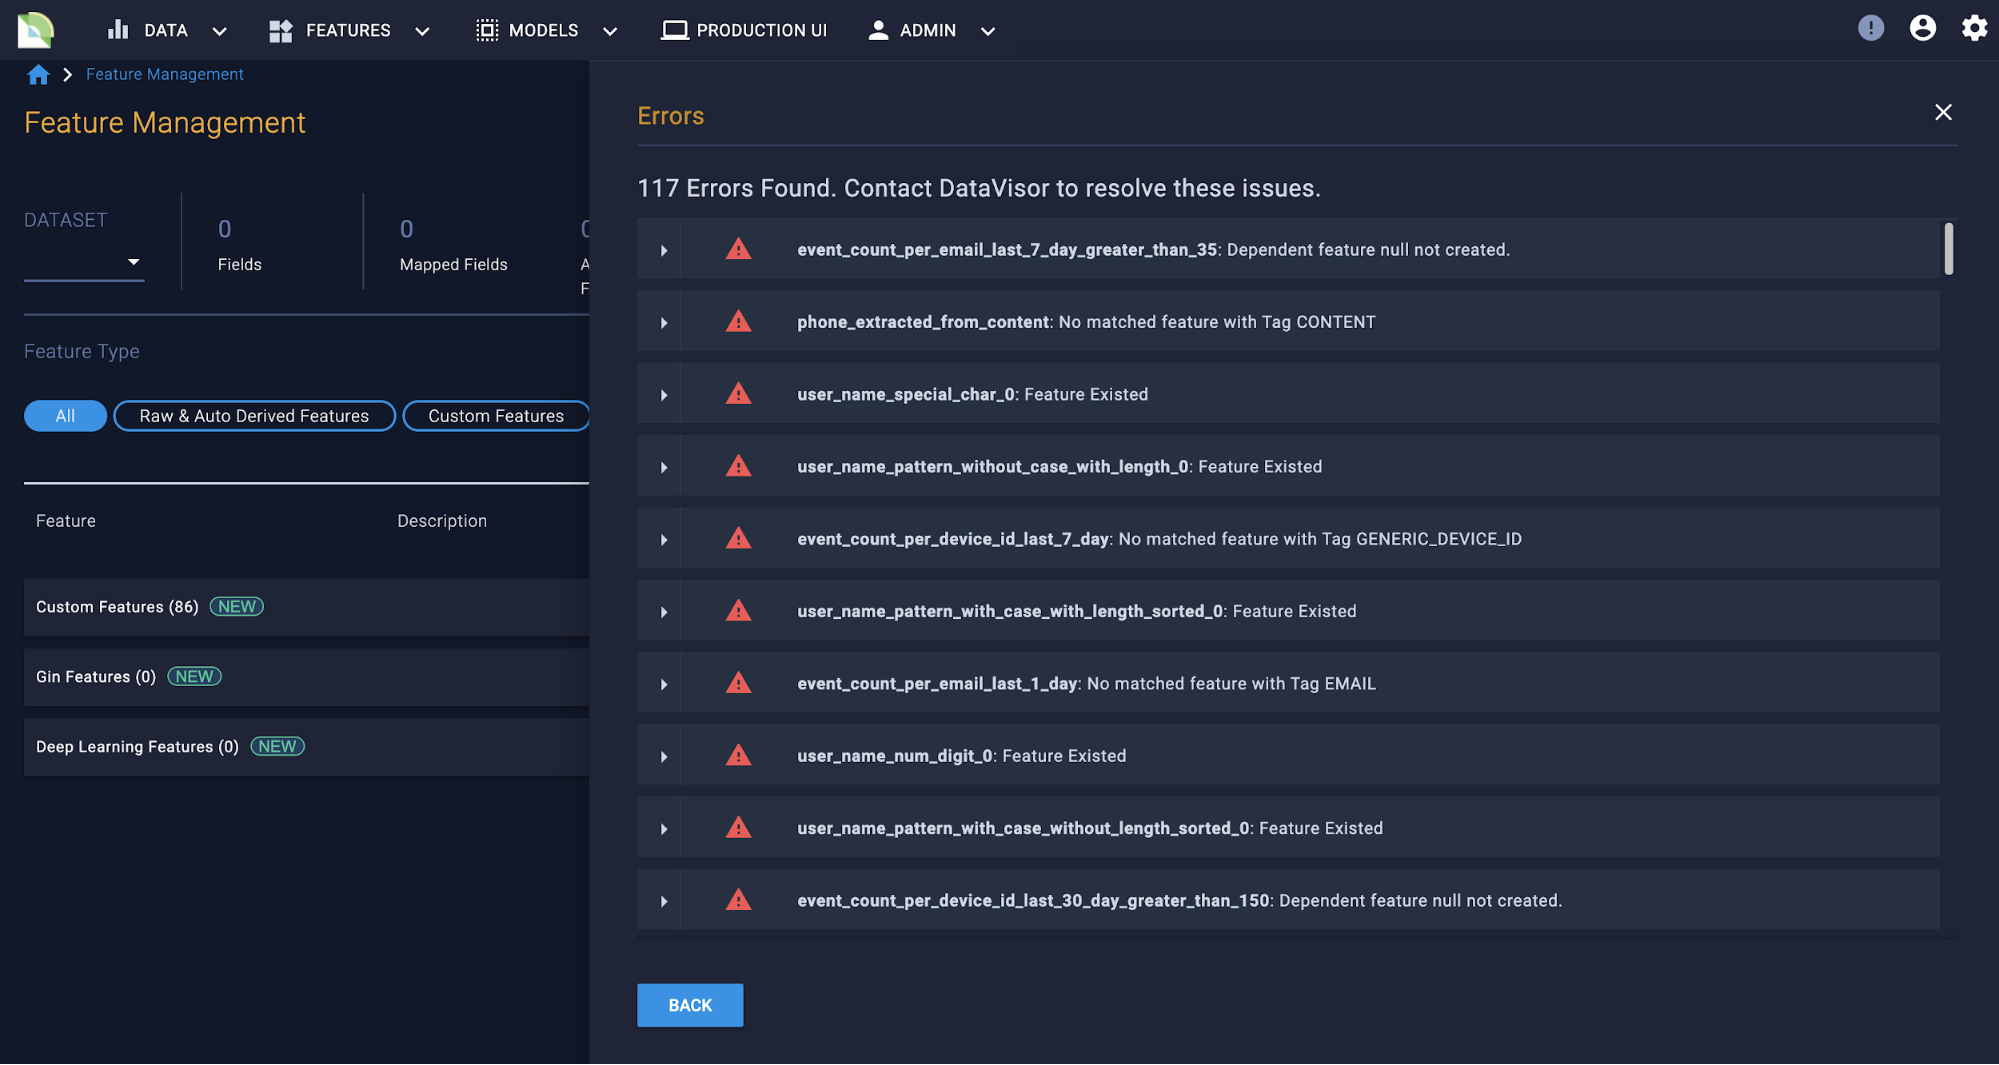 DATA
FEATURES
MODELS
PRODUCTION UI
ADMIN
Feature Management
Feature Management
DATASET
0
Fields
0
Mapped Fields
A
F
Feature Type
All
Raw & Auto Derived Features
Custom Features
Feature
Description
Custom Features (86) NEW
Gin Features (0) NEW
Deep Learning Features (0) NEW
Errors
117 Errors Found. Contact DataVisor to resolve these issues.
event_count_per_email_last_7_day_greater_than_35: Dependent feature null not created.
phone_extracted_from_content: No matched feature with Tag CONTENT
user_name_special_char_0: Feature Existed
user_name_pattern_without_case_with_length_0: Feature Existed
event_count_per_device_id_last_7_day: No matched feature with Tag GENERIC_DEVICE_ID
user_name_pattern_with_case_with_length_sorted_0: Feature Existed
event_count_per_email_last_1_day: No matched feature with Tag EMAIL
user_name_num_digit_0: Feature Existed
user_name_pattern_with_case_without_length_sorted_0: Feature Existed
event_count_per_device_id_last_30_day_greater_than_150: Dependent feature null not created.
BACK